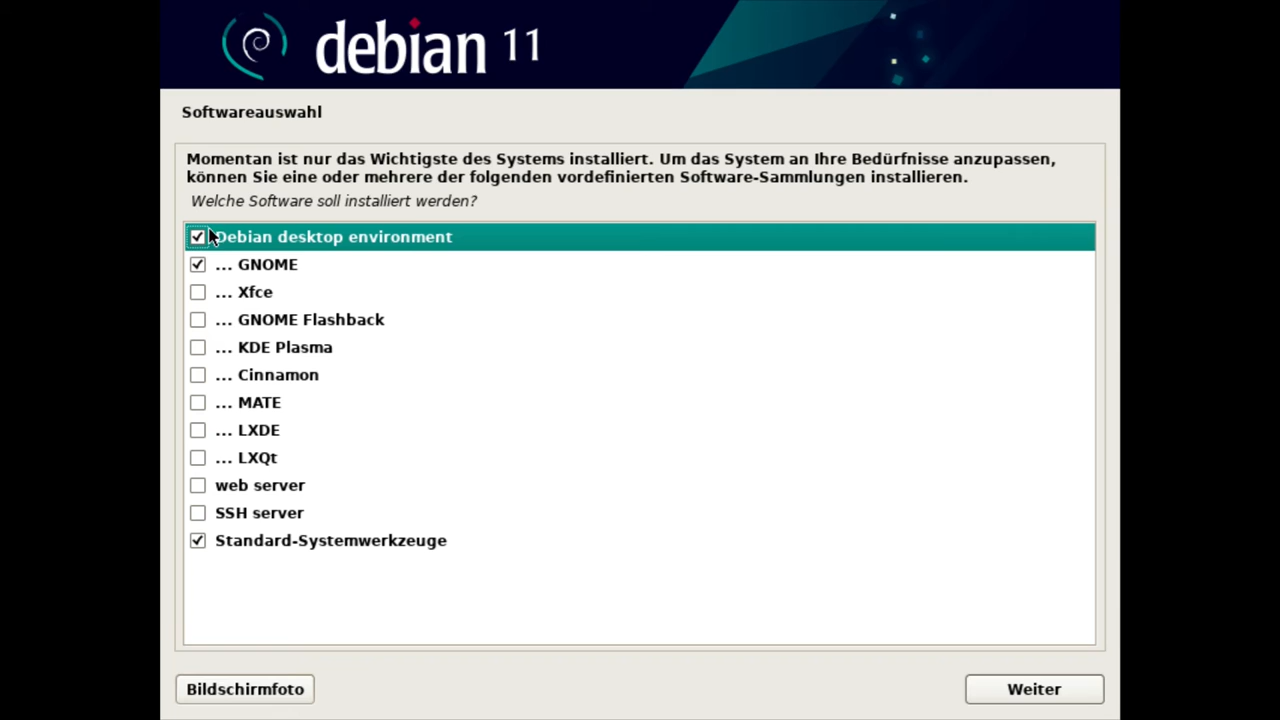 debian 11
Softwareauswahl
Momentan ist nur das Wichtigste des Systems installiert. Um das System an Ihre Bedürfnisse anzupassen,
können Sie eine oder mehrere der folgenden vordefinierten Software-Sammlungen installieren.
Welche Software soll installiert werden?
Debian desktop environment
... GNOME
... Xfce
... GNOME Flashback
... KDE Plasma
... Cinnamon
... MATE
... LXDE
... LXQt
web server
SSH server
Standard-Systemwerkzeuge
Bildschirmfoto
Weiter